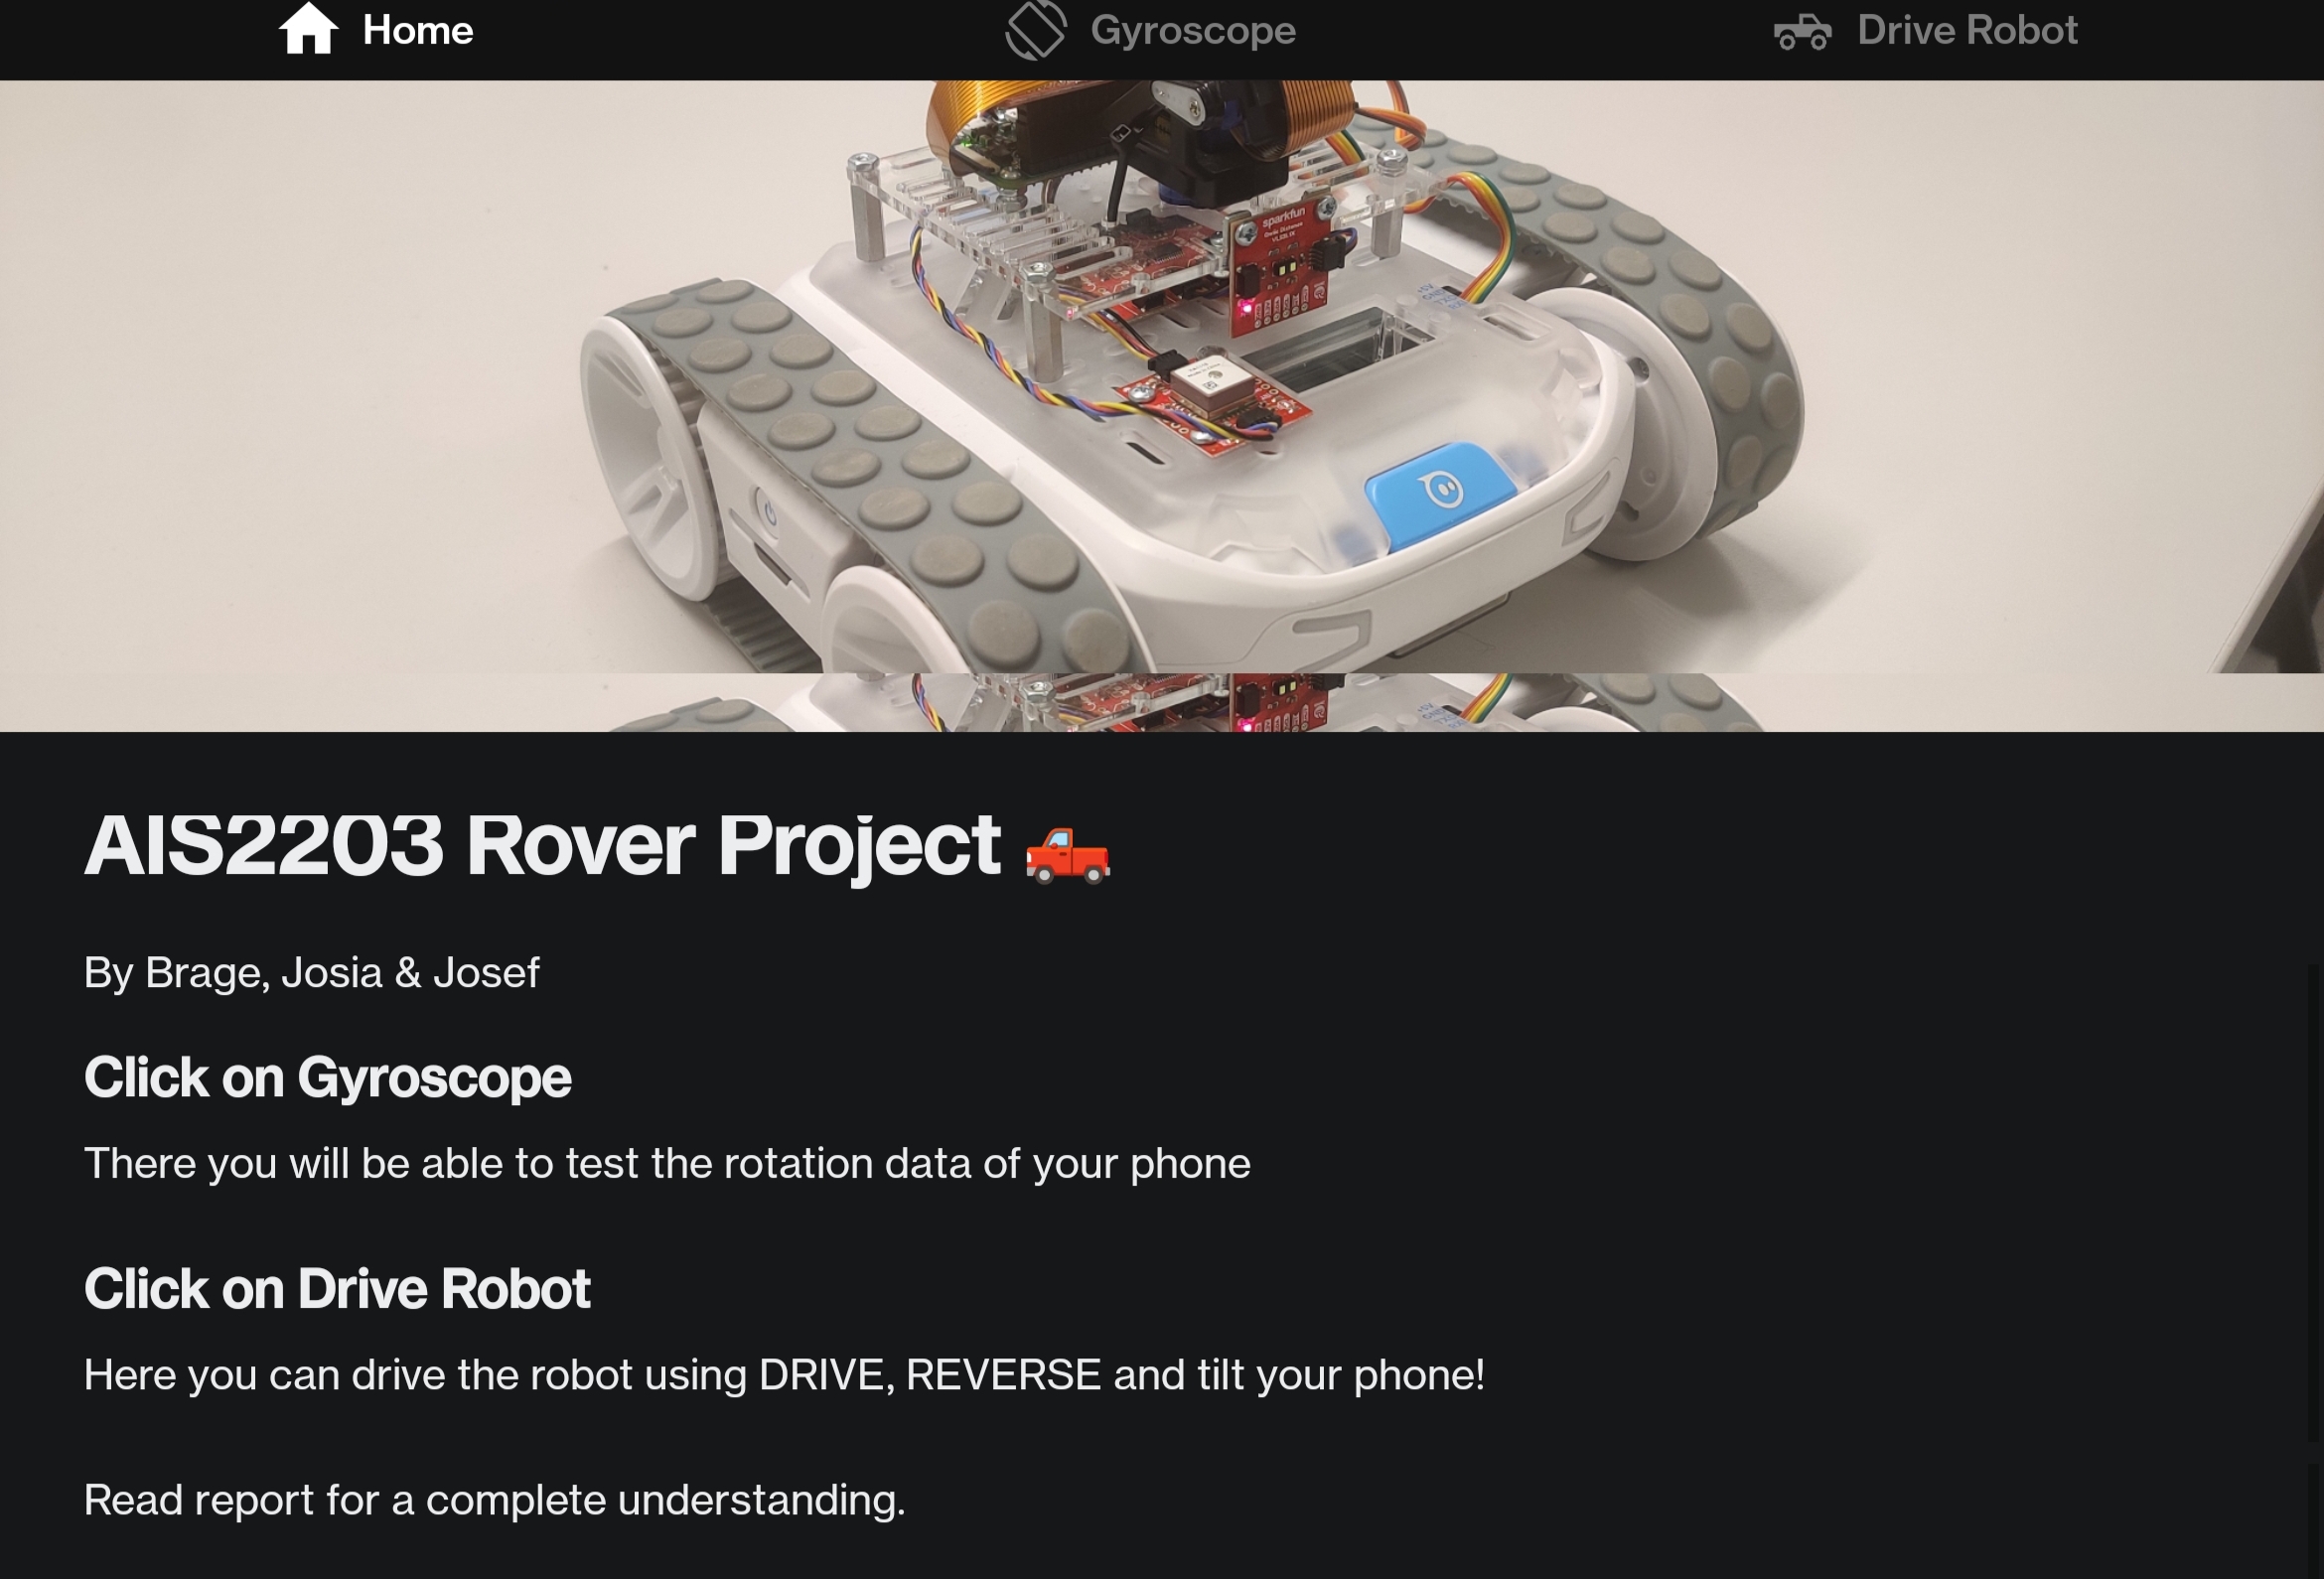 Home
Gyroscope
Drive Robot
sparkfun
AIS2203 Rover Project
By Brage, Josia & Josef
Click on Gyroscope
There you will be able to test the rotation data of your phone
Click on Drive Robot
Here you can drive the robot using DRIVE, REVERSE and tilt your phone!
Read report for a complete understanding.